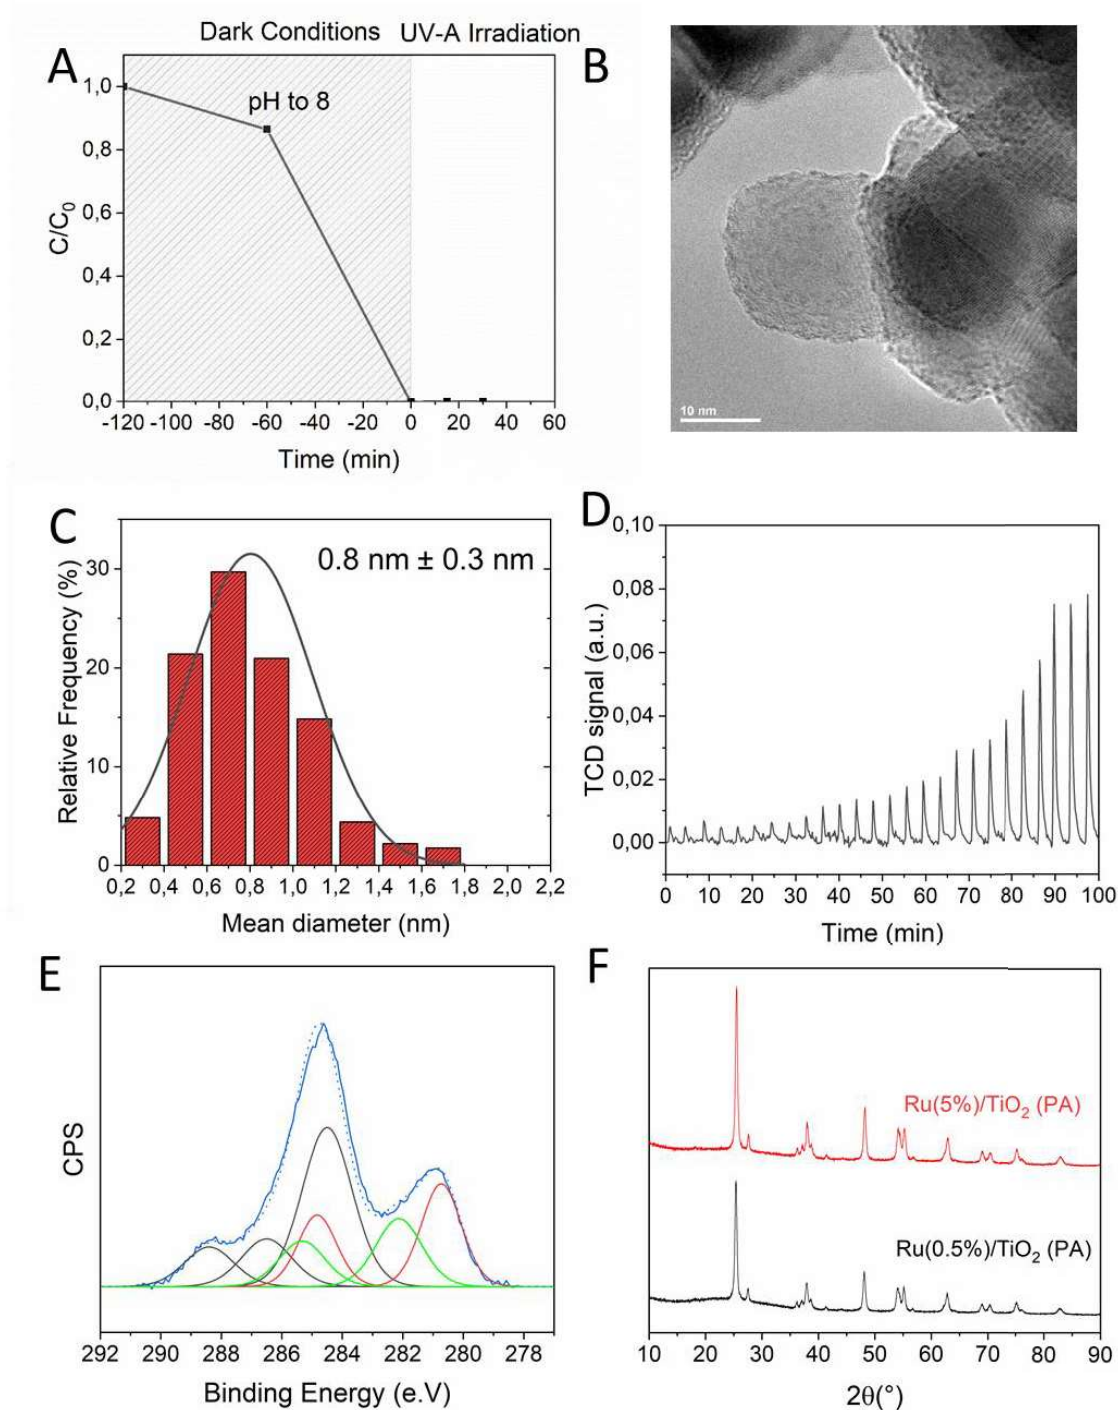 Dark Conditions UV-A Irradiation
A
pH to 8
C/C₀
1,0
0,8
0,6
0,4
0,2
0,0
-120 -100 -80 -60 -40 -20 0 20 40 60
Time (min)
B
10 nm
C
0.8 nm ± 0.3 nm
Relative Frequency (%)
30
20
10
0
0,2 0,4 0,6 0,8 1,0 1,2 1,4 1,6 1,8 2,0 2,2
Mean diameter (nm)
D
TCD signal (a.u.)
0,10
0,08
0,06
0,04
0,02
0,00
0 10 20 30 40 50 60 70 80 90 100
Time (min)
E
CPS
292 290 288 286 284 282 280 278
Binding Energy (e.V)
F
Ru(5%)/TiO₂ (PA)
Ru(0.5%)/TiO₂ (PA)
10 20 30 40 50 60 70 80 90
2θ(°)